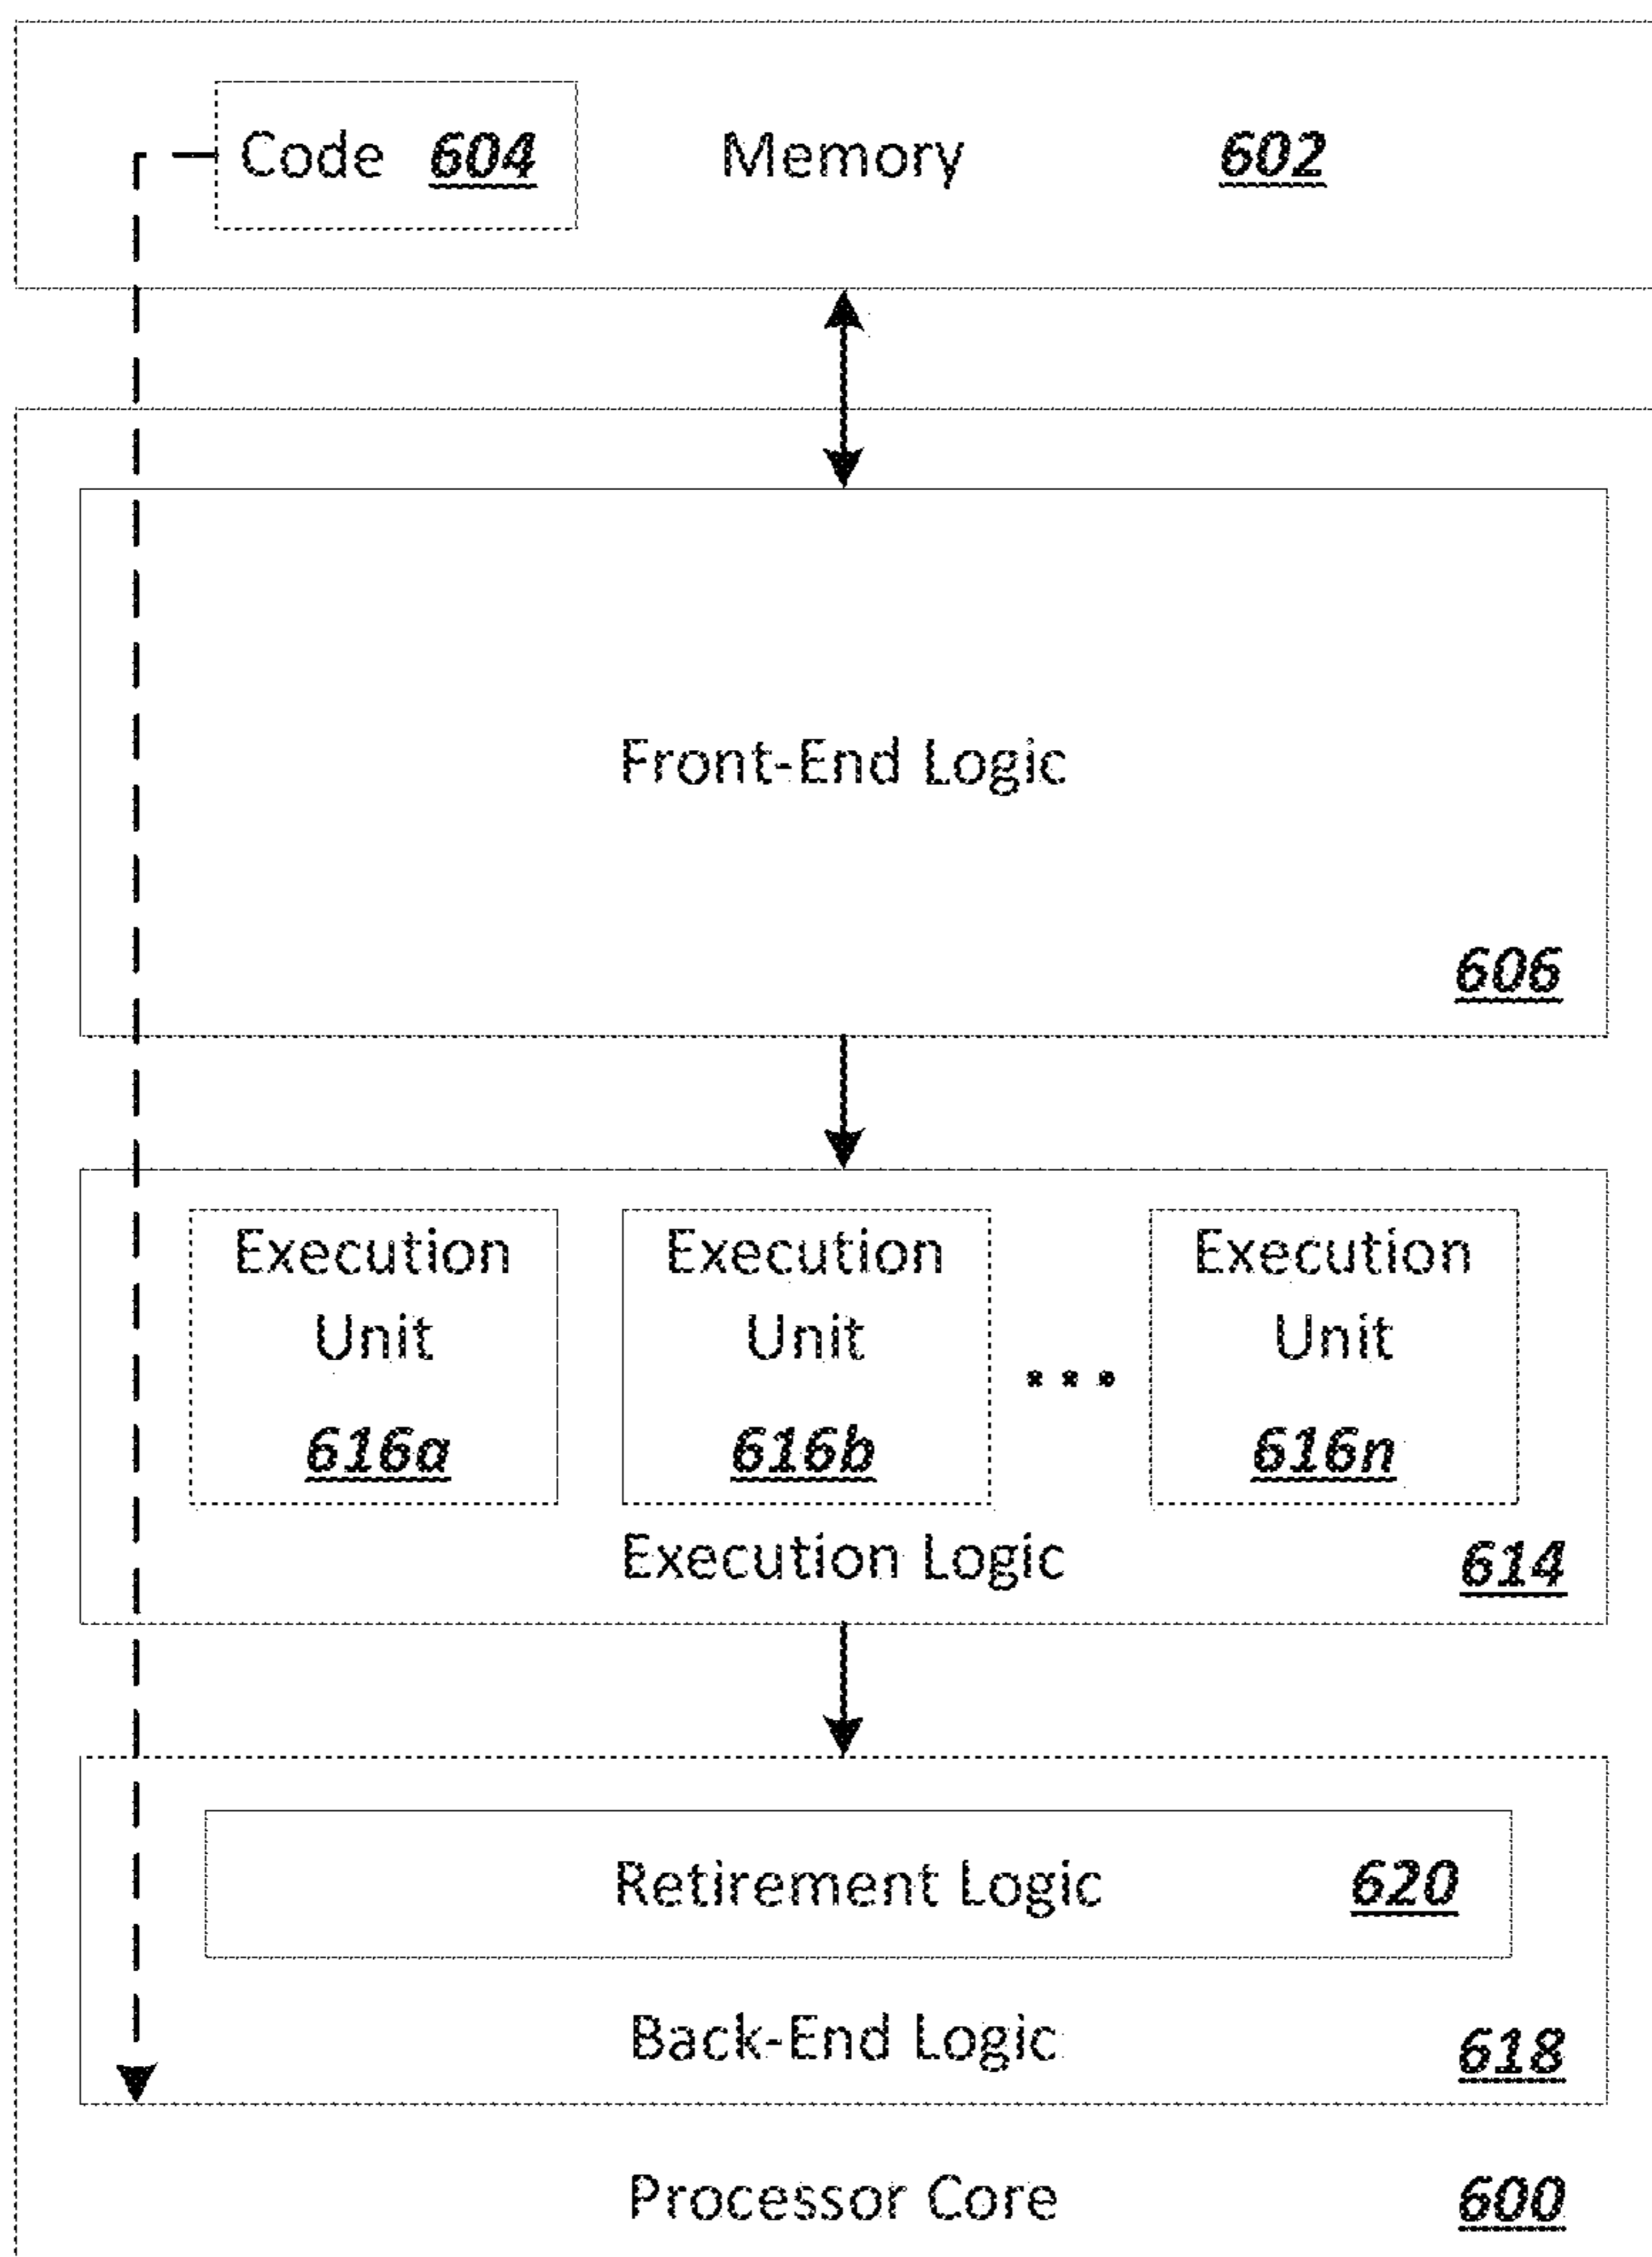 Code 604 Memory 602
Front-End Logic
606
Execution Unit 616a
Execution Unit 616b
...
Execution Unit 616n
Execution Logic 614
Retirement Logic 620
Back-End Logic 618
Processor Core 600